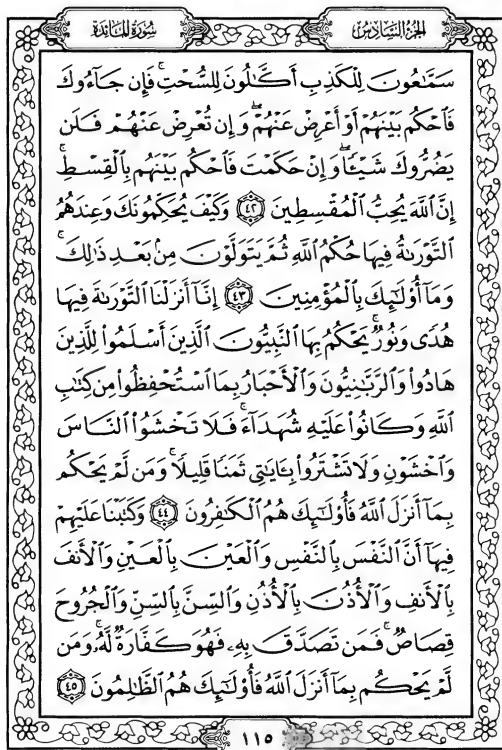 الجزء السادس
سورة المائدة
سَمَّٰعُونَ لِلْكَذِبِ أَكَّٰلُونَ لِلسُّحْتِ ۚ فَإِن جَآءُوكَ
فَٱحْكُم بَيْنَهُمْ أَوْ أَعْرِضْ عَنْهُمْ ۖ وَإِن تُعْرِضْ عَنْهُمْ فَلَن
يَضُرُّوكَ شَيْـًٔا ۖ وَإِنْ حَكَمْتَ فَٱحْكُم بَيْنَهُم بِٱلْقِسْطِ ۚ
إِنَّ ٱللَّهَ يُحِبُّ ٱلْمُقْسِطِينَ ٤٢ وَكَيْفَ يُحَكِّمُونَكَ وَعِندَهُمُ
ٱلتَّوْرَىٰةُ فِيهَا حُكْمُ ٱللَّهِ ثُمَّ يَتَوَلَّوْنَ مِنۢ بَعْدِ ذَٰلِكَ ۚ
وَمَآ أُو۟لَٰٓئِكَ بِٱلْمُؤْمِنِينَ ٤٣ إِنَّآ أَنزَلْنَا ٱلتَّوْرَىٰةَ فِيهَا
هُدًى وَنُورٌ ۚ يَحْكُمُ بِهَا ٱلنَّبِيُّونَ ٱلَّذِينَ أَسْلَمُوا۟ لِلَّذِينَ
هَادُوا۟ وَٱلرَّبَّٰنِيُّونَ وَٱلْأَحْبَارُ بِمَا ٱسْتُحْفِظُوا۟ مِن كِتَٰبِ
ٱللَّهِ وَكَانُوا۟ عَلَيْهِ شُهَدَآءَ ۚ فَلَا تَخْشَوُا۟ ٱلنَّاسَ
وَٱخْشَوْنِ وَلَا تَشْتَرُوا۟ بِـَٔايَٰتِى ثَمَنًا قَلِيلًا ۚ وَمَن لَّمْ يَحْكُم
بِمَآ أَنزَلَ ٱللَّهُ فَأُو۟لَٰٓئِكَ هُمُ ٱلْكَٰفِرُونَ ٤٤ وَكَتَبْنَا عَلَيْهِمْ
فِيهَآ أَنَّ ٱلنَّفْسَ بِٱلنَّفْسِ وَٱلْعَيْنَ بِٱلْعَيْنِ وَٱلْأَنفَ
بِٱلْأَنفِ وَٱلْأُذُنَ بِٱلْأُذُنِ وَٱلسِّنَّ بِٱلسِّنِّ وَٱلْجُرُوحَ
قِصَاصٌ ۚ فَمَن تَصَدَّقَ بِهِۦ فَهُوَ كَفَّارَةٌ لَّهُۥ ۚ وَمَن
لَّمْ يَحْكُم بِمَآ أَنزَلَ ٱللَّهُ فَأُو۟لَٰٓئِكَ هُمُ ٱلظَّٰلِمُونَ ٤٥
١١٥